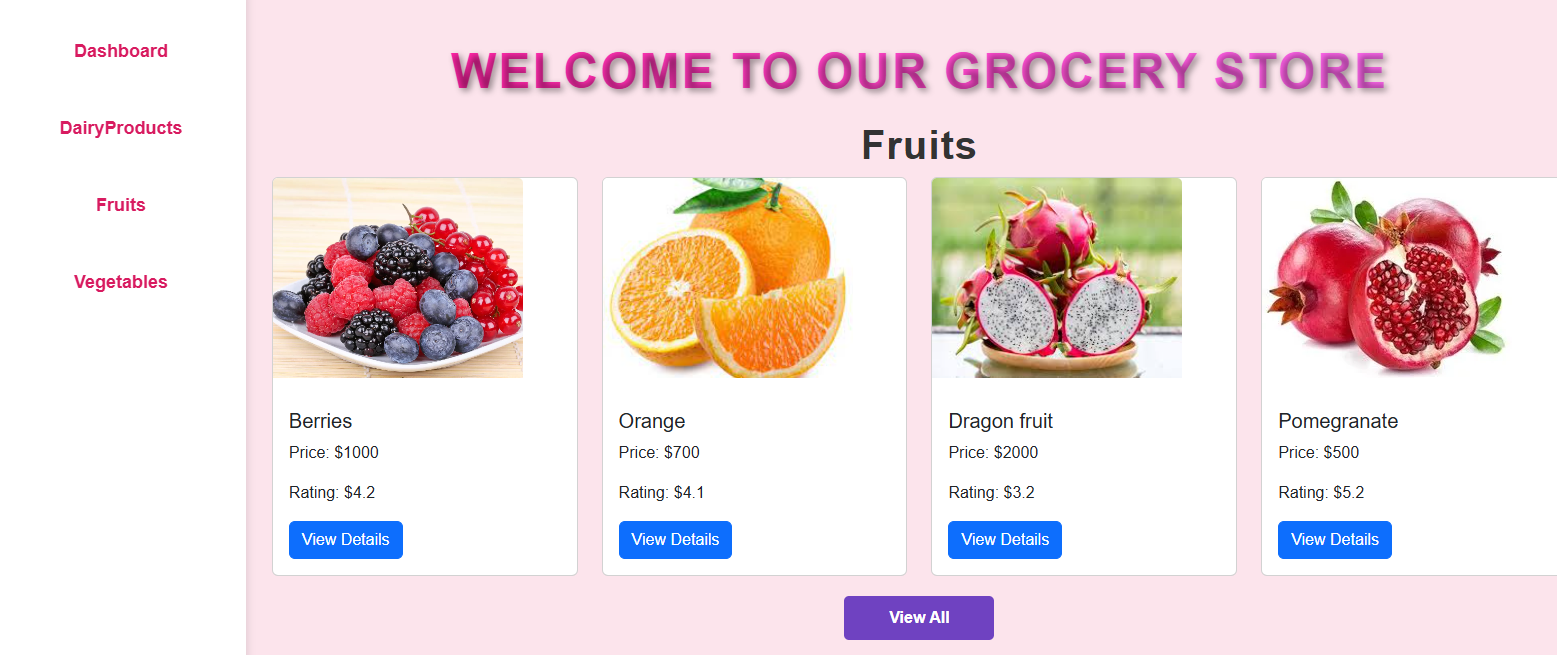 Dashboard
DairyProducts
Fruits
Vegetables
WELCOME TO OUR GROCERY STORE
Fruits
Berries
Price: $1000
Rating: $4.2
View Details
Orange
Price: $700
Rating: $4.1
View Details
Dragon fruit
Price: $2000
Rating: $3.2
View Details
Pomegranate
Price: $500
Rating: $5.2
View Details
View All